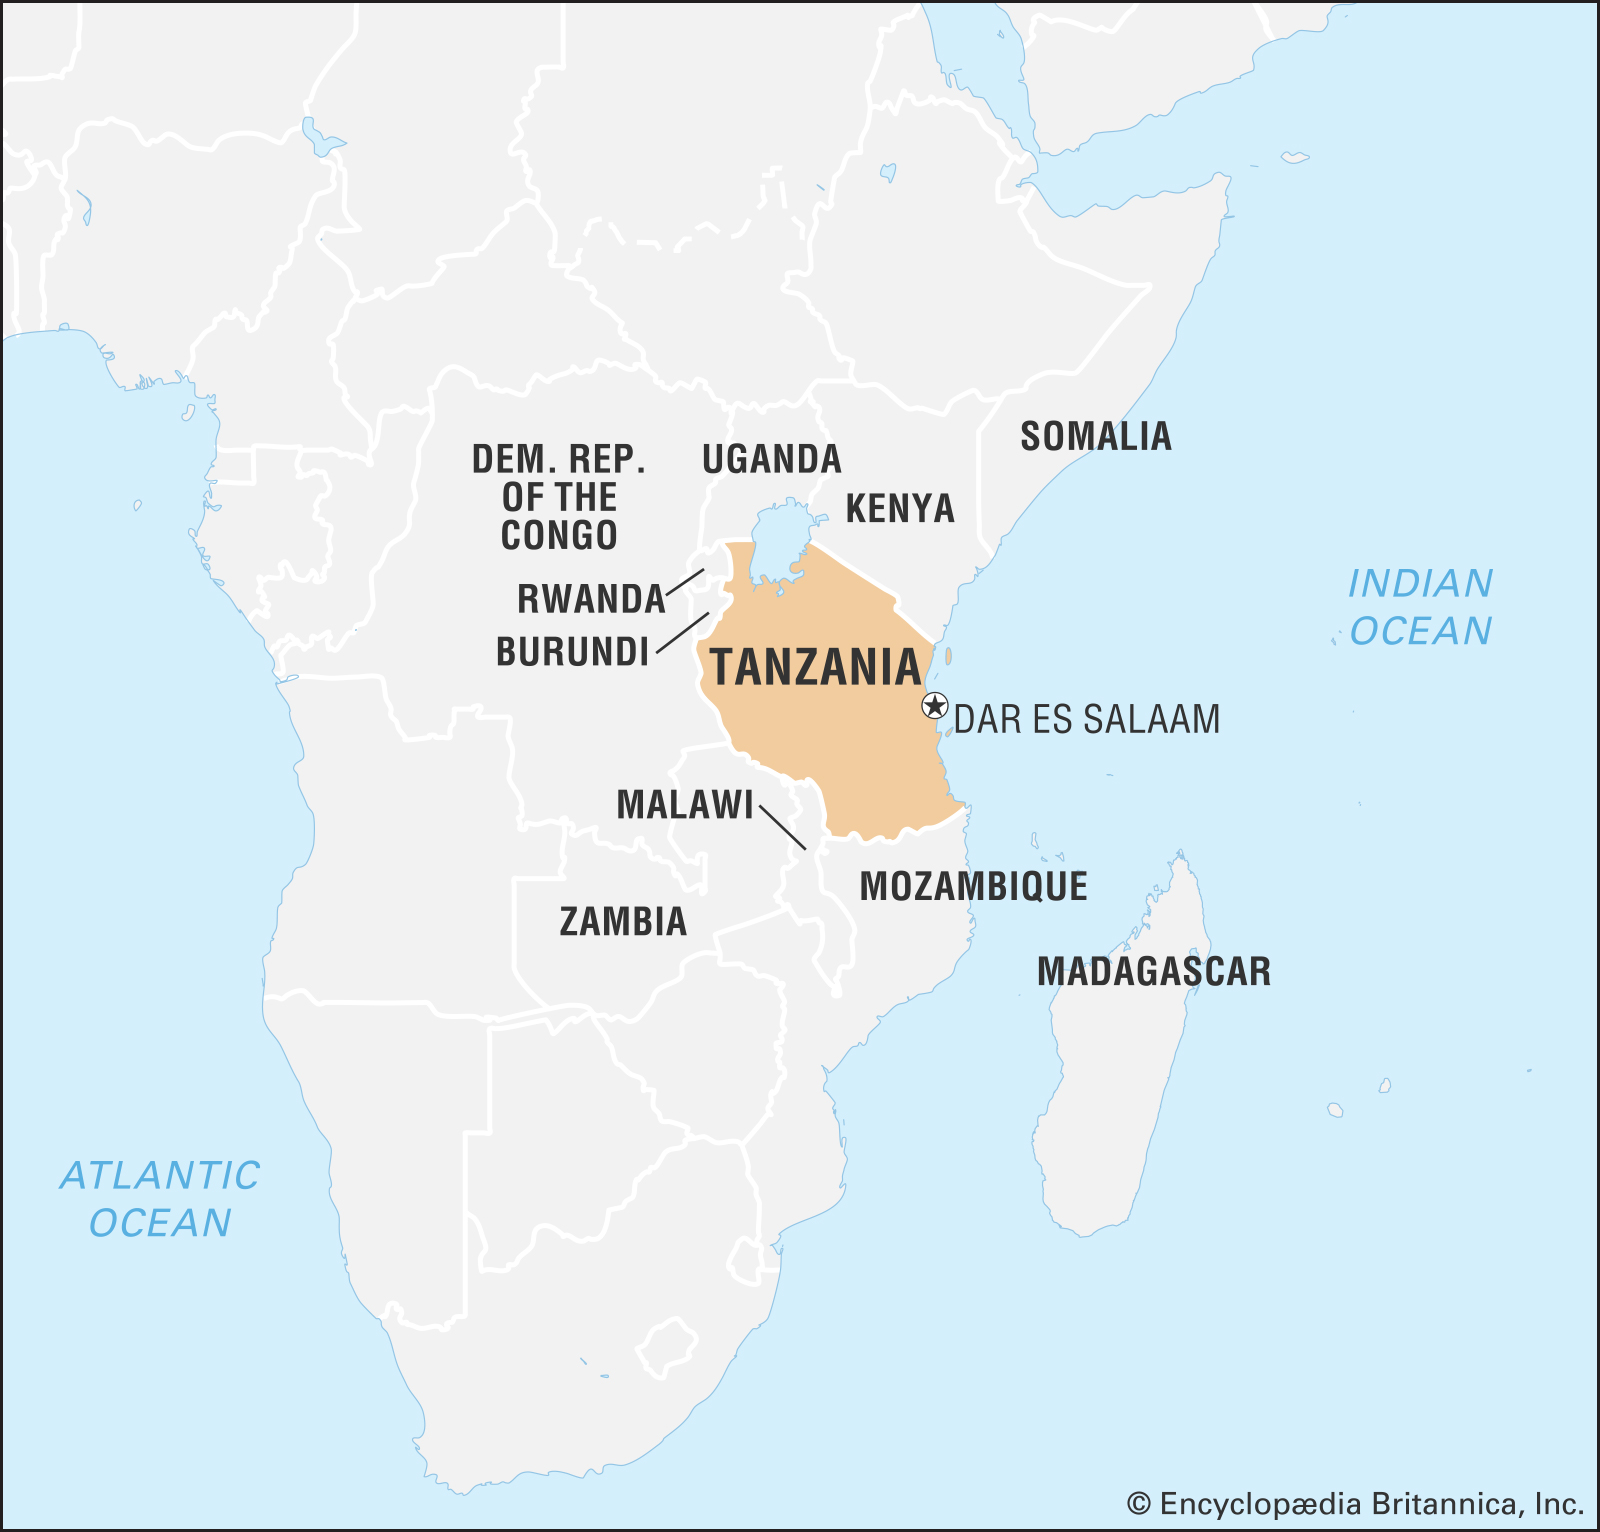 SOMALIA
DEM. REP.
OF THE
CONGO
UGANDA
KENYA
RWANDA
BURUNDI
INDIAN
OCEAN
TANZANIA
DAR ES SALAAM
MALAWI
MOZAMBIQUE
ZAMBIA
MADAGASCAR
ATLANTIC
OCEAN
© Encyclopædia Britannica, Inc.